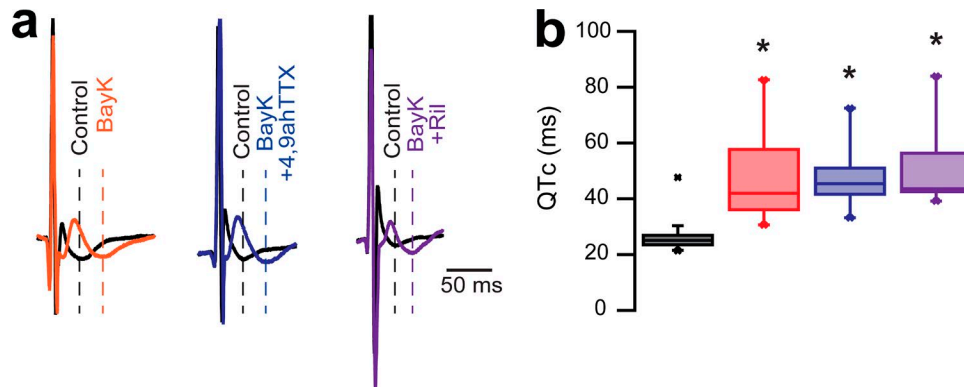 a
Control
BayK
Control
BayK
+4,9ahTTX
Control
BayK
+Ril
50 ms
b
QTc (ms)
100
80
60
40
20
0
*
*
*